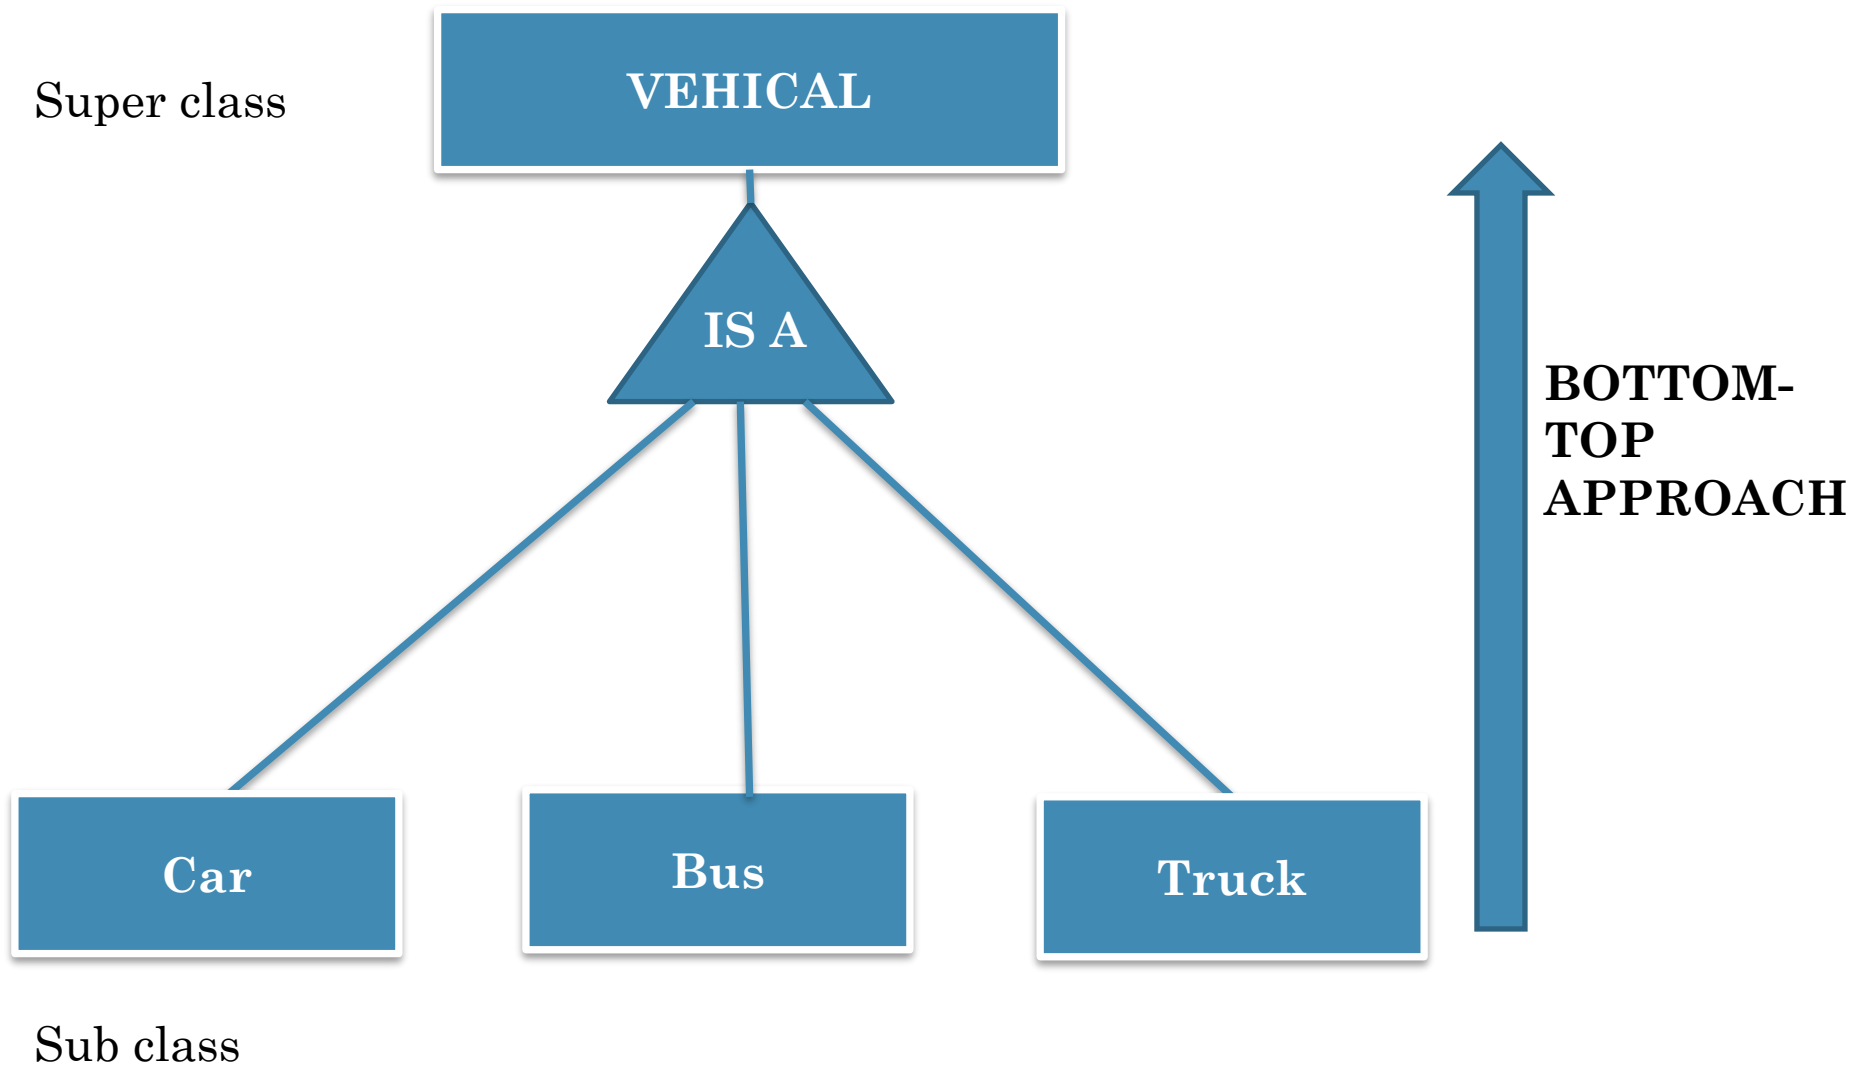 Super class
VEHICAL
IS A
BOTTOM-
TOP
APPROACH
Car
Bus
Truck
Sub class